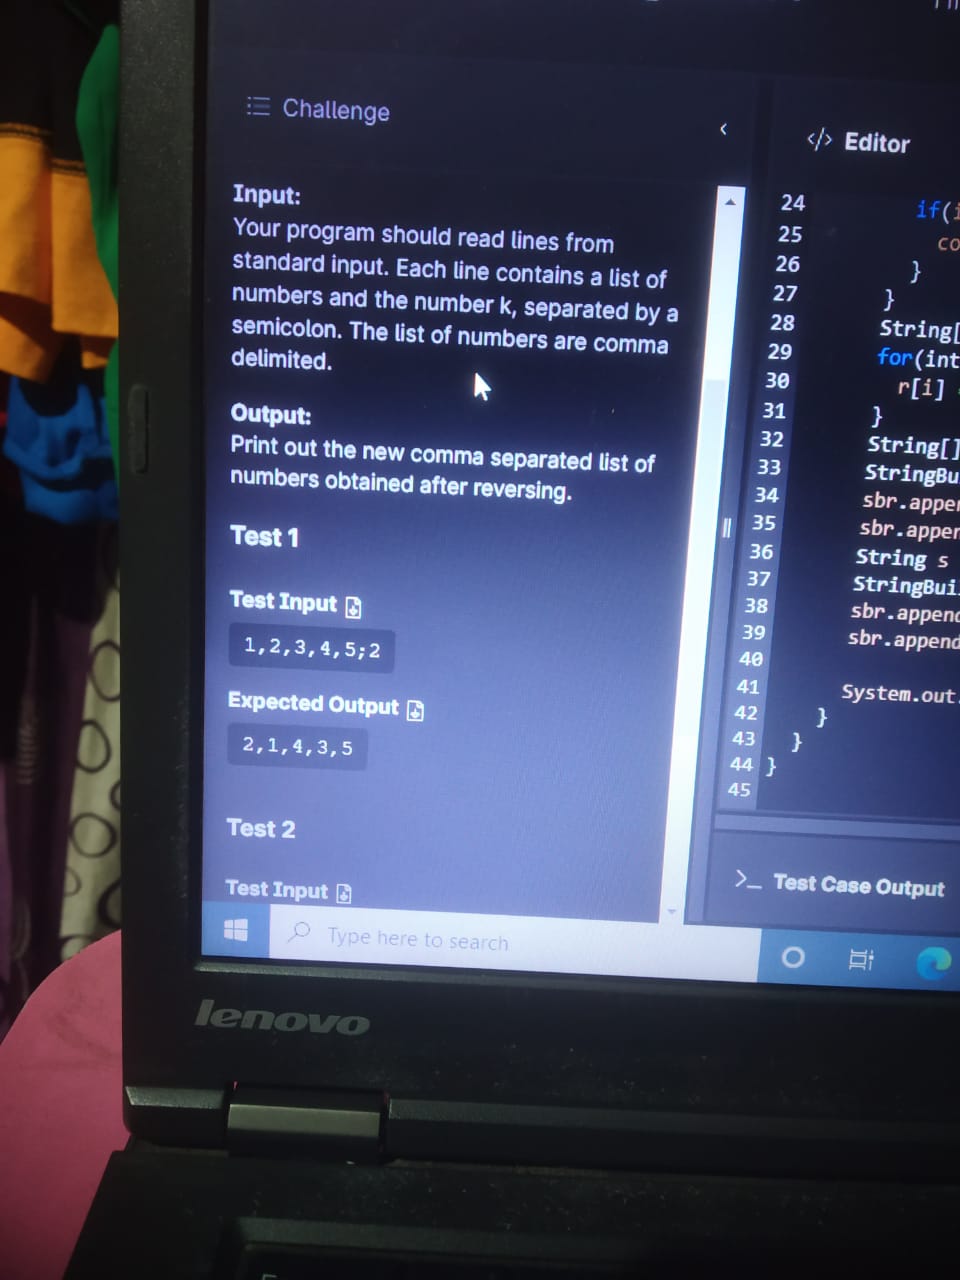 Challenge
Input:
Your program should read lines from
standard input. Each line contains a list of
numbers and the number k, separated by a
semicolon. The list of numbers are comma
delimited.
Output:
Print out the new comma separated list of
numbers obtained after reversing.
Test 1
Test Input
1,2,3,4,5;2
Expected Output
2,1,4,3,5
Test 2
Test Input
</> Editor
24 if(i
25 co
26 }
27 }
28 String[
29 for(int
30 r[i]
31 }
32 String[]
33 StringBu
34 sbr.appe
35 sbr.appen
36 String s
37 StringBui
38 sbr.append
39 sbr.append
40
41 System.out.
42 }
43 }
44 }
45
>_ Test Case Output
Type here to search
lenovo